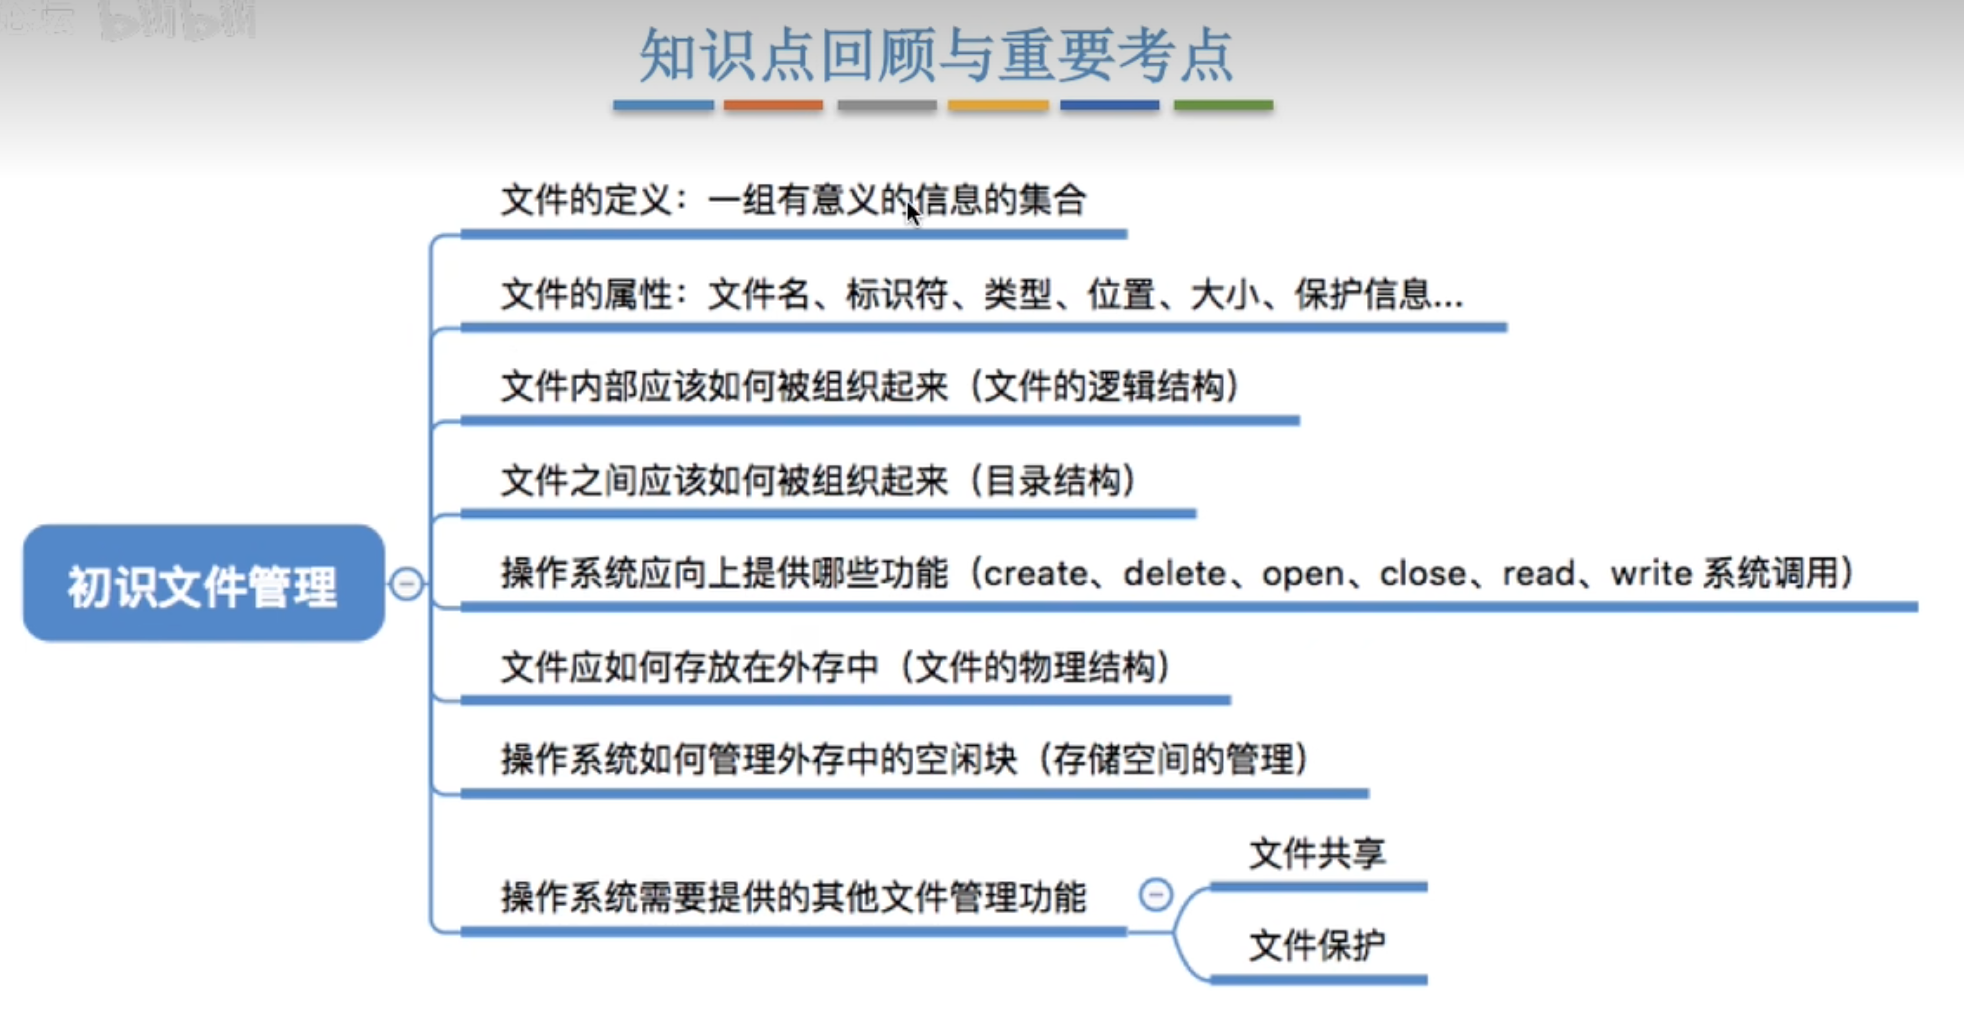 知识点回顾与重要考点
文件的定义：一组有意义的信息的集合
文件的属性：文件名、标识符、类型、位置、大小、保护信息...
文件内部应该如何被组织起来（文件的逻辑结构）
文件之间应该如何被组织起来（目录结构）
初识文件管理
操作系统应向上提供哪些功能（create、delete、open、close、read、write 系统调用）
文件应如何存放在外存中（文件的物理结构）
操作系统如何管理外存中的空闲块（存储空间的管理）
操作系统需要提供的其他文件管理功能
文件共享
文件保护